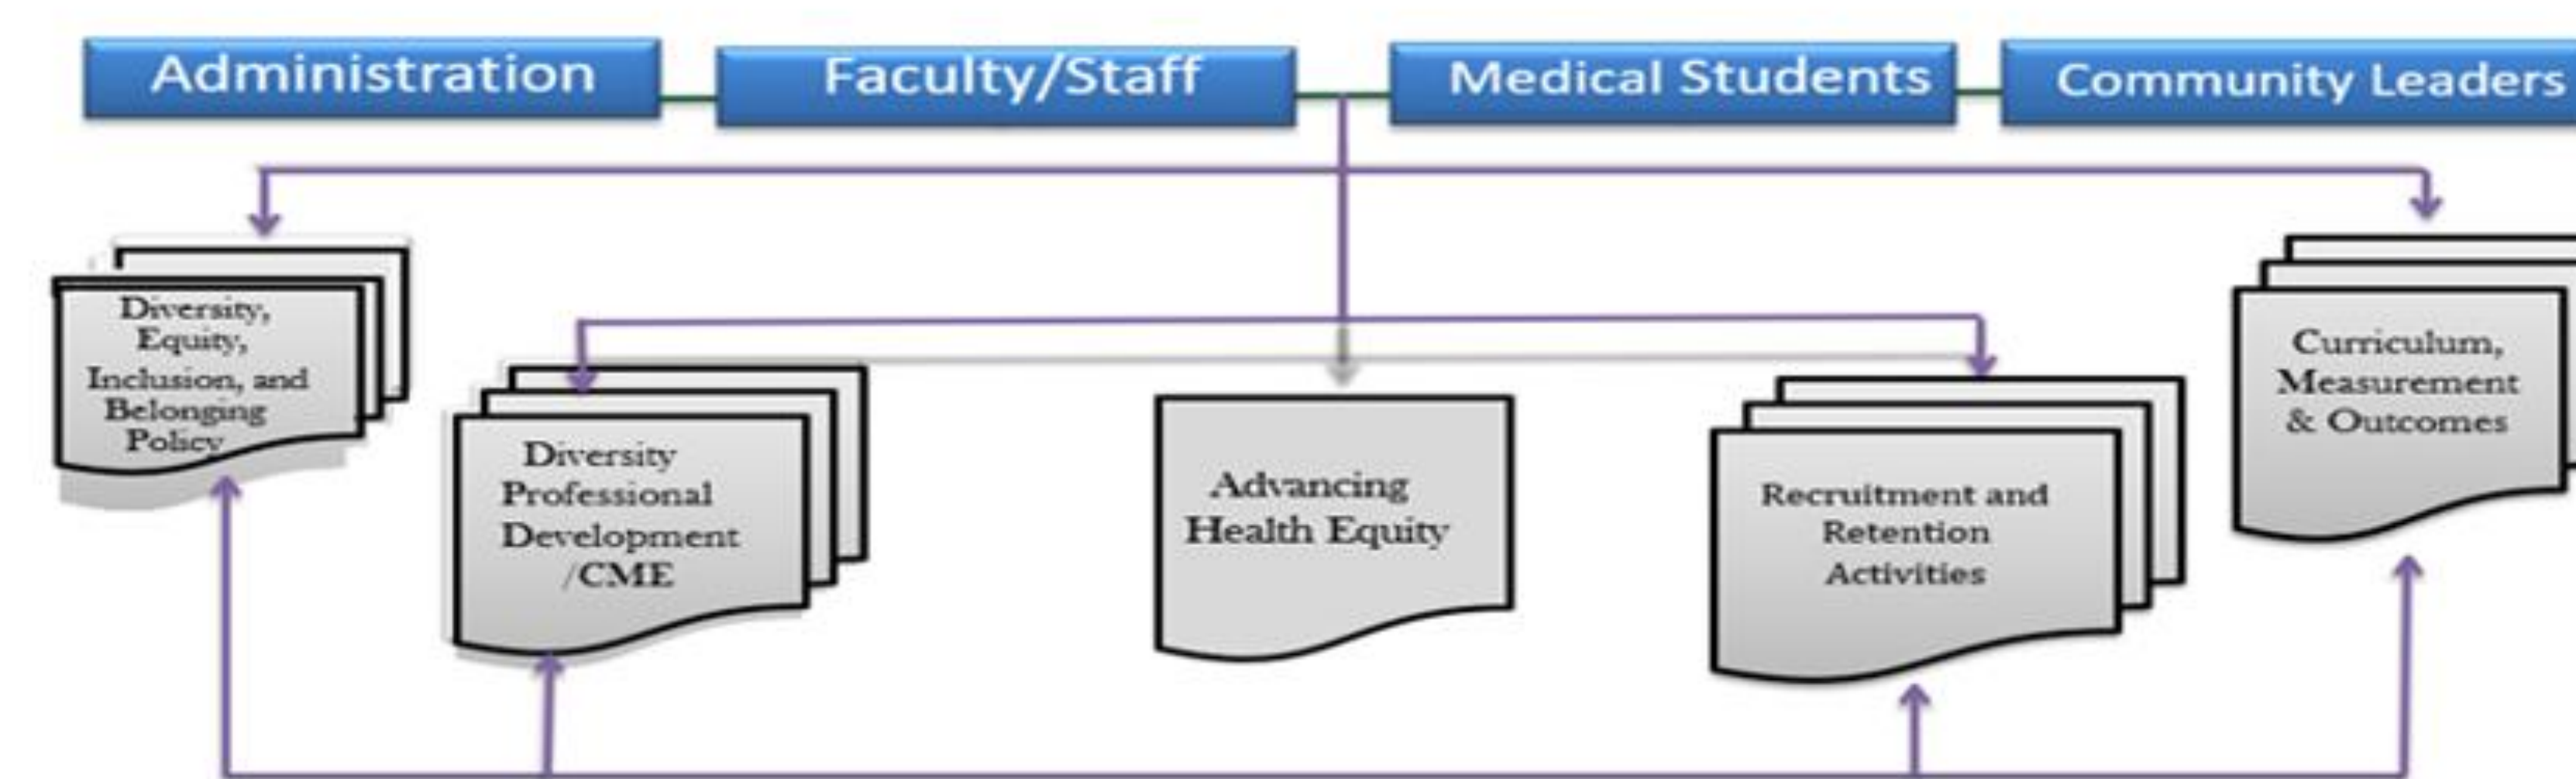 Administration
Faculty/Staff
Medical Students
Community Leaders
Diversity,
Equity,
Inclusion, and
Belonging
Policy
Diversity
Professional
Development
/CME
Advancing
Health Equity
Recruitment and
Retention
Activities
Curriculum,
Measurement
& Outcomes